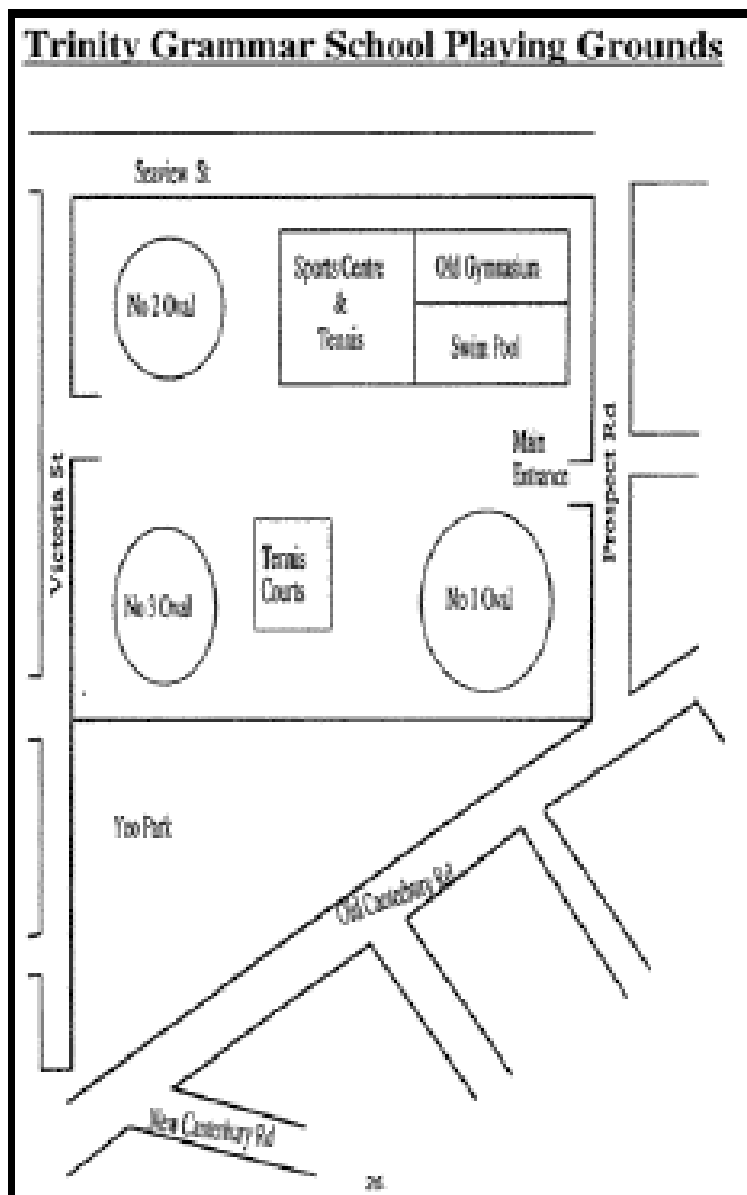 Trinity Grammar School Playing Grounds
Seaview St
No 2 Oval
Sports Centre
&
Tennis
Old Gymnasium
Swim Pool
Main
Entrance
Prospect Rd
Victoria St
No 3 Oval
Tennis
Courts
No 1 Oval
Yeo Park
Old Canterbury Rd
New Canterbury Rd